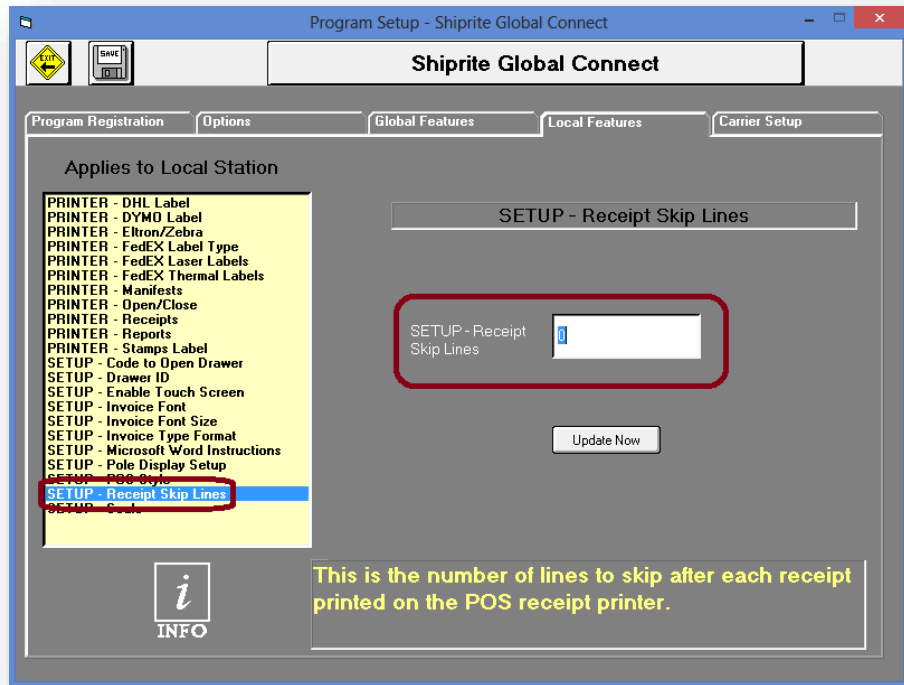 Program Setup - Shiprite Global Connect
EXIT
SAVE
Shiprite Global Connect
Program Registration
Options
Global Features
Local Features
Carrier Setup
Applies to Local Station
PRINTER - DHL Label
PRINTER - DYMO Label
PRINTER - Eltron/Zebra
PRINTER - FedEX Label Type
PRINTER - FedEX Laser Labels
PRINTER - FedEX Thermal Labels
PRINTER - Manifests
PRINTER - Open/Close
PRINTER - Receipts
PRINTER - Reports
PRINTER - Stamps Label
SETUP - Code to Open Drawer
SETUP - Drawer ID
SETUP - Enable Touch Screen
SETUP - Invoice Font
SETUP - Invoice Font Size
SETUP - Invoice Type Format
SETUP - Microsoft Word Instructions
SETUP - Pole Display Setup
SETUP - POS Style
SETUP - Receipt Skip Lines
SETUP - Scale
SETUP - Receipt Skip Lines
SETUP - Receipt
Skip Lines
0
Update Now
i
INFO
This is the number of lines to skip after each receipt
printed on the POS receipt printer.